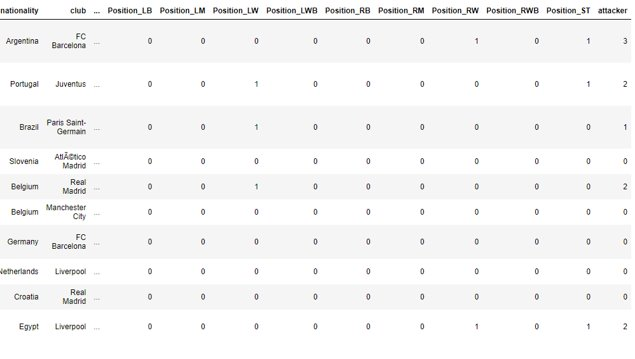 nationality club ... Position_LB Position_LM Position_LW Position_LWB Position_RB Position_RM Position_RW Position_RWB Position_ST attacker
Argentina FC Barcelona ... 0 0 0 0 0 0 1 0 1 3
Portugal Juventus ... 0 0 1 0 0 0 0 0 1 2
Brazil Paris Saint-Germain ... 0 0 1 0 0 0 0 0 0 1
Slovenia AtlÃ©tico Madrid ... 0 0 0 0 0 0 0 0 0 0
Belgium Real Madrid ... 0 0 1 0 0 0 0 0 0 2
Belgium Manchester City ... 0 0 0 0 0 0 0 0 0 0
Germany FC Barcelona ... 0 0 0 0 0 0 0 0 0 0
Netherlands Liverpool ... 0 0 0 0 0 0 0 0 0 0
Croatia Real Madrid ... 0 0 0 0 0 0 0 0 0 0
Egypt Liverpool ... 0 0 0 0 0 0 1 0 1 2